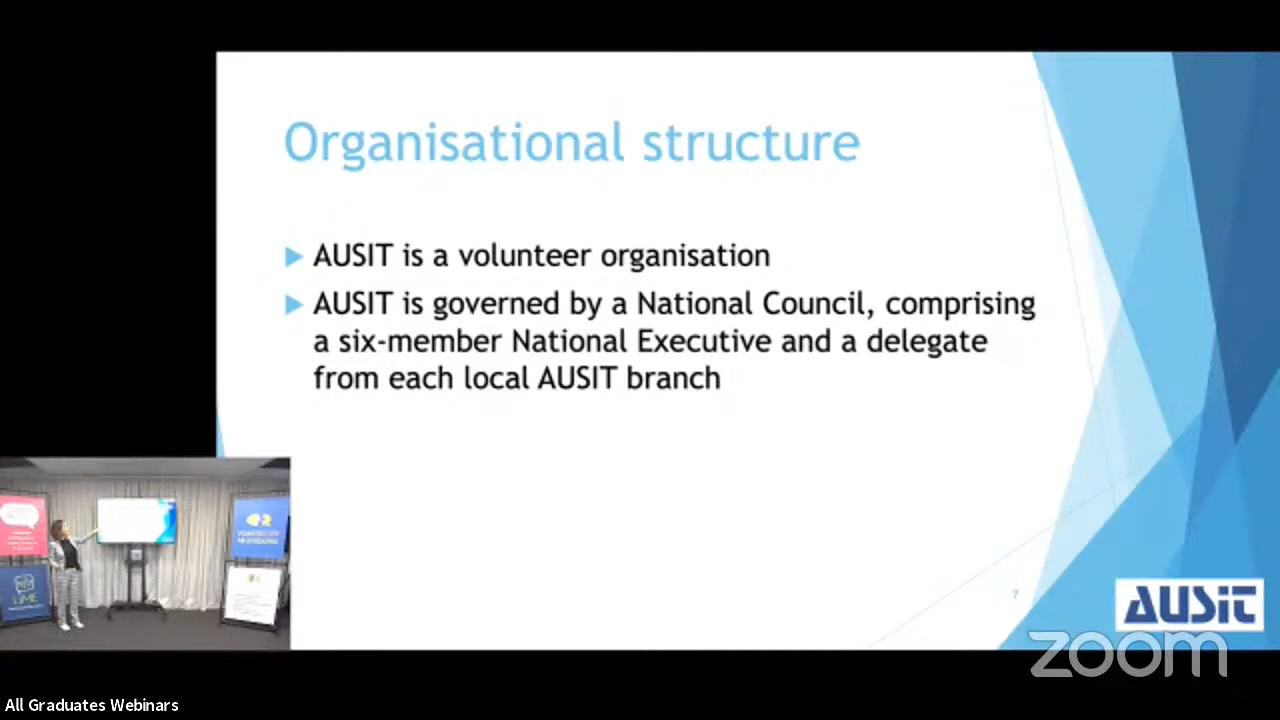 Organisational structure
AUSIT is a volunteer organisation
AUSIT is governed by a National Council, comprising
a six-member National Executive and a delegate
from each local AUSIT branch
7
AUSiT
zoom
All Graduates Webinars